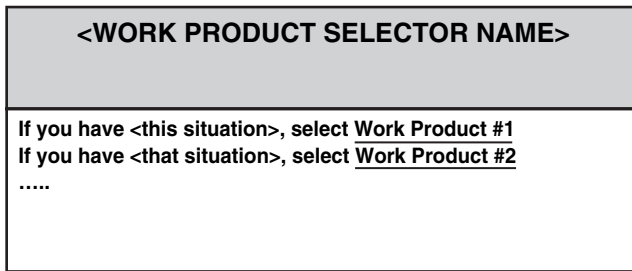 <WORK PRODUCT SELECTOR NAME>
If you have <this situation>, select Work Product #1
If you have <that situation>, select Work Product #2
.....